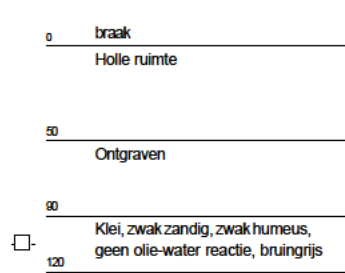 0 braak
Holle ruimte
50
Ontgraven
90
Klei, zwak zandig, zwak humeus,
geen olie-water reactie, bruingrijs
120